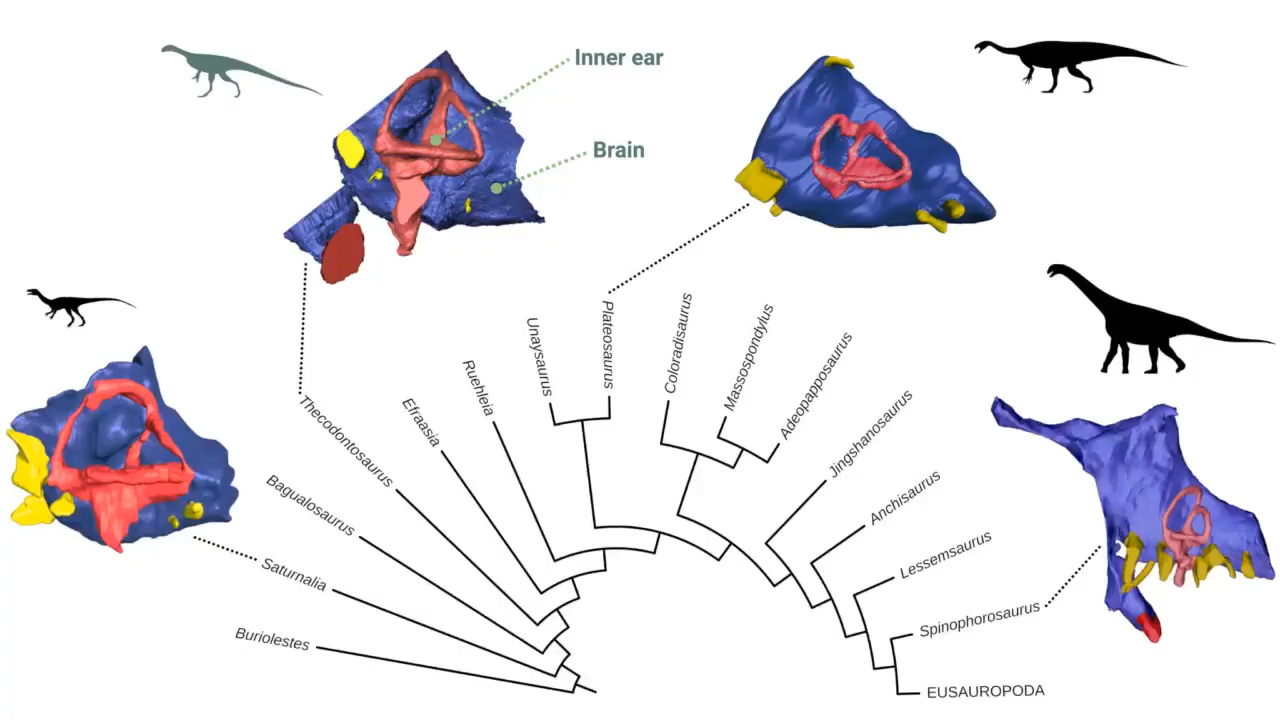 Inner ear
Brain
Plateosaurus
Unaysaurus
Coloradisaurus
Massospondylus
Adeopapposaurus
Ruehleia
Efraasia
Thecodontosaurus
Jingshanosaurus
Bagualosaurus
Anchisaurus
Saturnalia
Lessemsaurus
Buriolestes
Spinophorosaurus
EUSAUROPODA